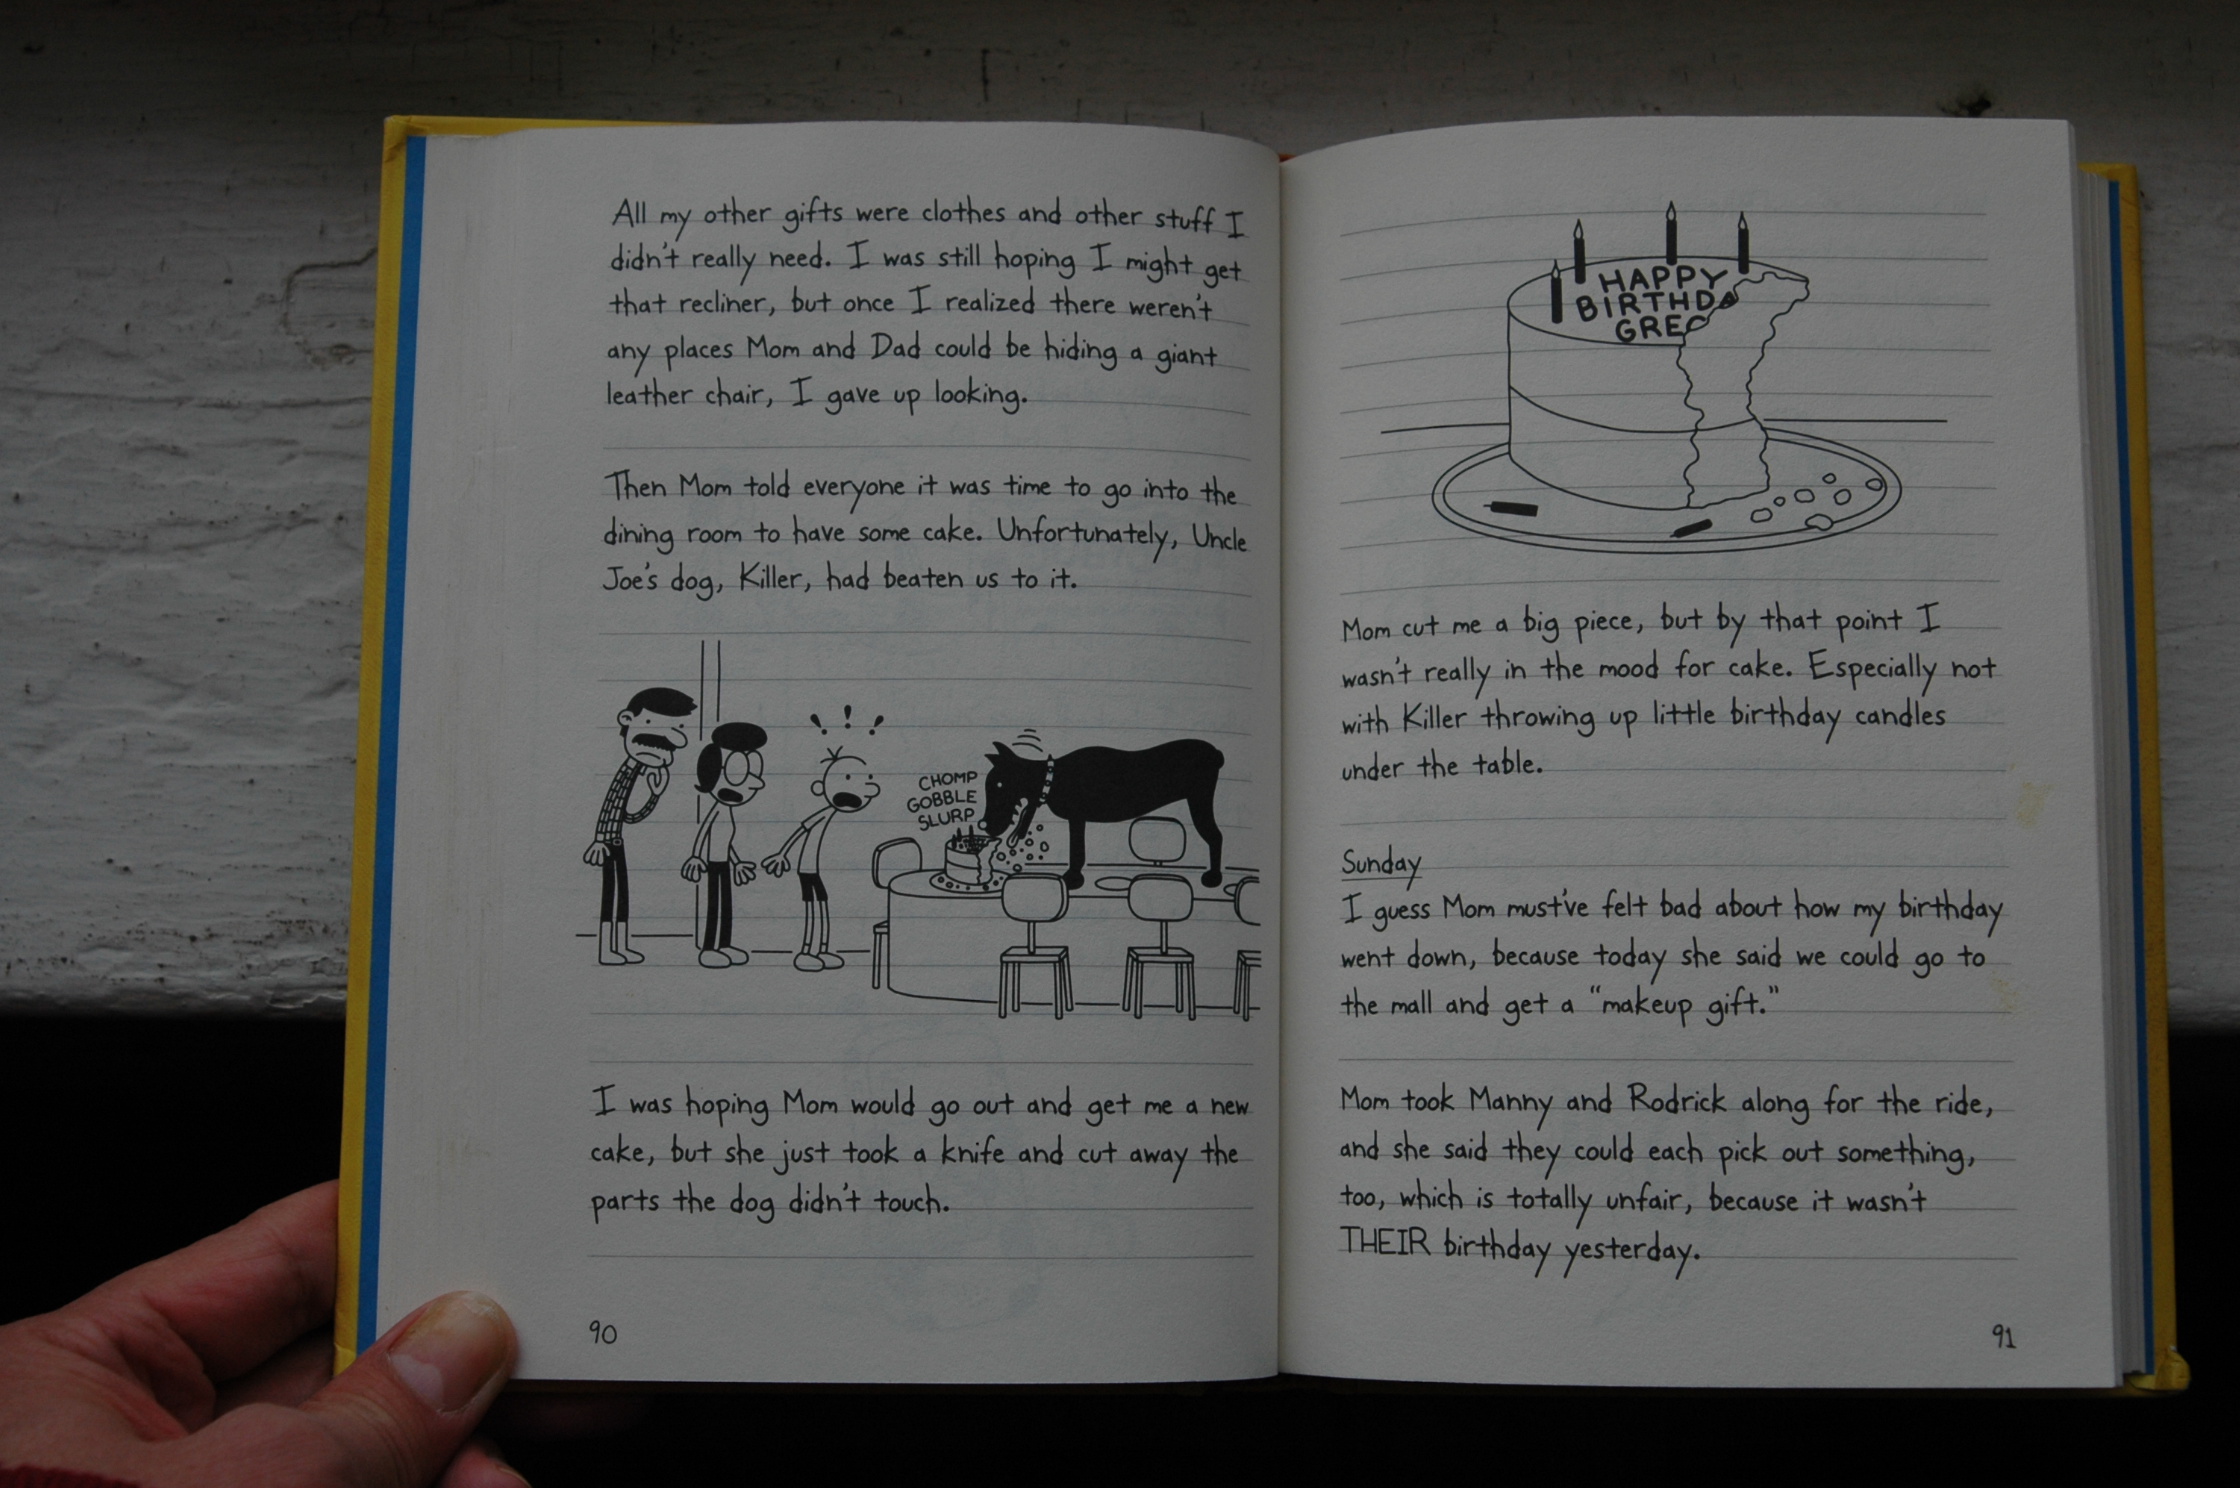 All my other gifts were clothes and other stuff I
didn't really need. I was still hoping I might get
that recliner, but once I realized there weren't
any places Mom and Dad could be hiding a giant
leather chair, I gave up looking.
Then Mom told everyone it was time to go into the
dining room to have some cake. Unfortunately, Uncle
Joe's dog, Killer, had beaten us to it.
! ! !
CHOMP
GOBBLE
SLURP
I was hoping Mom would go out and get me a new
cake, but she just took a knife and cut away the
parts the dog didn't touch.
90
HAPPY
BIRTHDA
GREG
Mom cut me a big piece, but by that point I
wasn't really in the mood for cake. Especially not
with Killer throwing up little birthday candles
under the table.
Sunday
I guess Mom must've felt bad about how my birthday
went down, because today she said we could go to
the mall and get a "makeup gift."
Mom took Manny and Rodrick along for the ride,
and she said they could each pick out something,
too, which is totally unfair, because it wasn't
THEIR birthday yesterday.
91